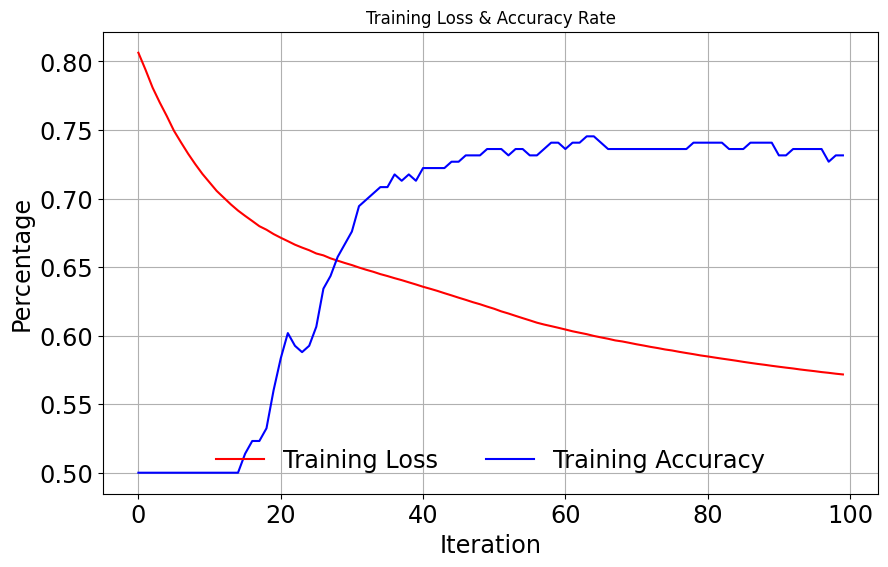 Training Loss & Accuracy Rate
0.80
0.75
0.70
0.65
0.60
0.55
0.50
Percentage
Training Loss
Training Accuracy
0
20
40
60
80
100
Iteration